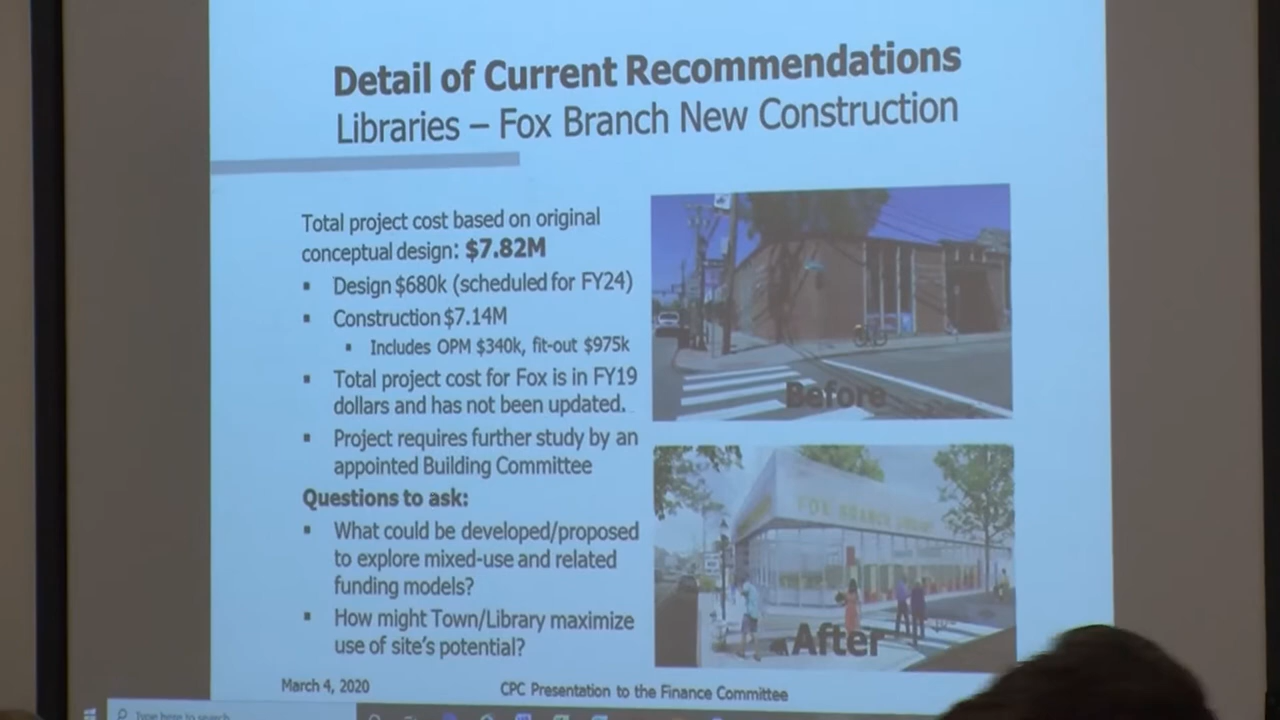 Detail of Current Recommendations
Libraries – Fox Branch New Construction
Total project cost based on original
conceptual design: $7.82M
▪ Design $680k (scheduled for FY24)
▪ Construction $7.14M
▪ Includes OPM $340k, fit-out $975k
▪ Total project cost for Fox is in FY19
dollars and has not been updated.
▪ Project requires further study by an
appointed Building Committee
Questions to ask:
▪ What could be developed/proposed
to explore mixed-use and related
funding models?
▪ How might Town/Library maximize
use of site's potential?
Before
FOX BRANCH LIBRARY
After
March 4, 2020
CPC Presentation to the Finance Committee
Type here to search